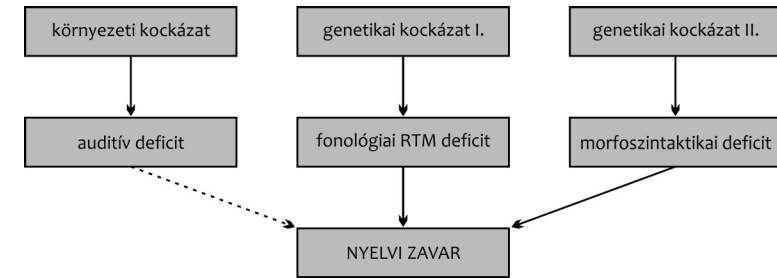 környezeti kockázat
genetikai kockázat I.
genetikai kockázat II.
auditív deficit
fonológiai RTM deficit
morfoszintaktikai deficit
NYELVI ZAVAR